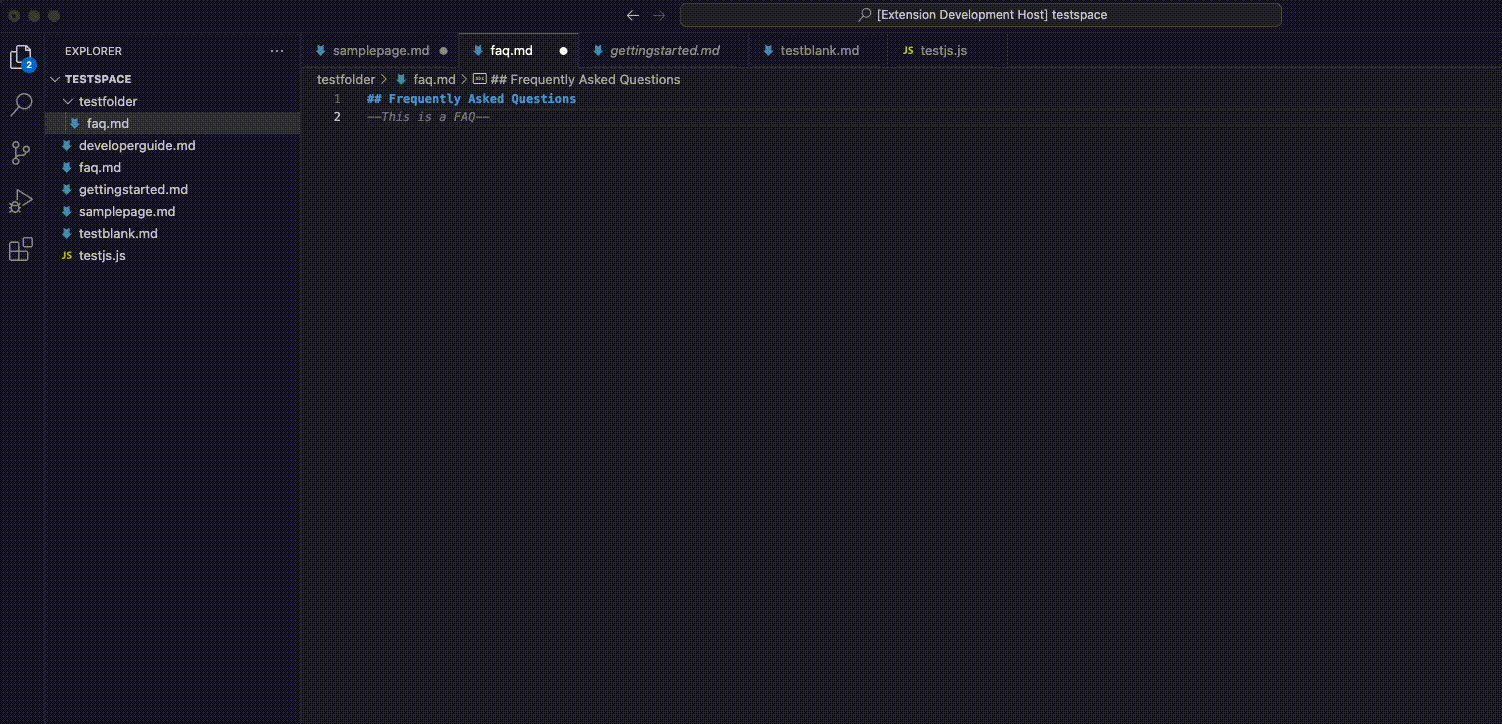 [Extension Development Host] testspace
2
EXPLORER
samplepage.md
faq.md
gettingstarted.md
testblank.md
JS testjs.js
TESTSPACE
testfolder
faq.md
developerguide.md
faq.md
gettingstarted.md
samplepage.md
testblank.md
JS testjs.js
testfolder > faq.md > ## Frequently Asked Questions
1 ## Frequently Asked Questions
2 ~~This is a FAQ~~